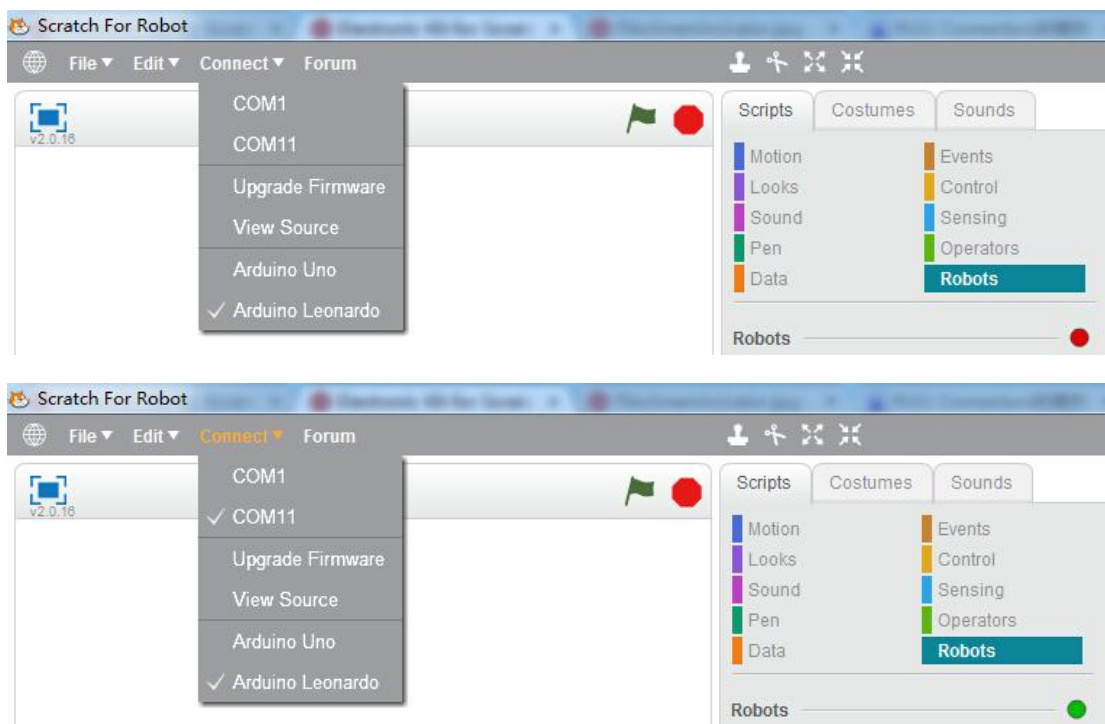 Scratch For Robot
File Edit Connect Forum
COM1
COM11
Upgrade Firmware
View Source
Arduino Uno
✓ Arduino Leonardo
v2.0.16
Scripts Costumes Sounds
Motion Events
Looks Control
Sound Sensing
Pen Operators
Data Robots
Robots
Scratch For Robot
File Edit Connect Forum
COM1
✓ COM11
Upgrade Firmware
View Source
Arduino Uno
✓ Arduino Leonardo
v2.0.16
Scripts Costumes Sounds
Motion Events
Looks Control
Sound Sensing
Pen Operators
Data Robots
Robots